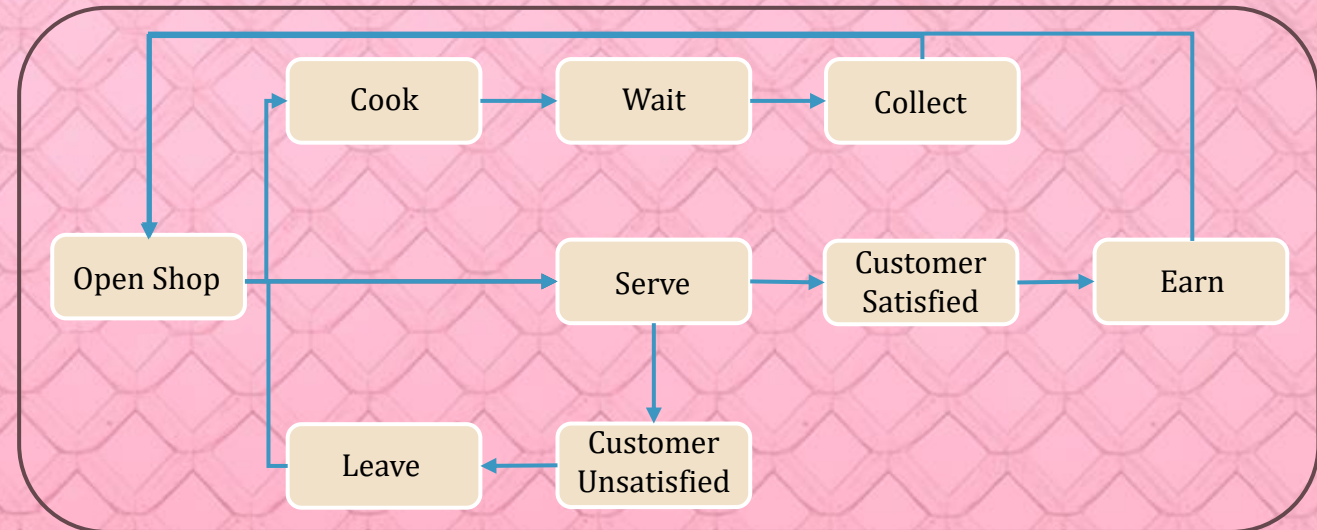 Cook
Wait
Collect
Open Shop
Serve
Customer
Satisfied
Earn
Leave
Customer
Unsatisfied